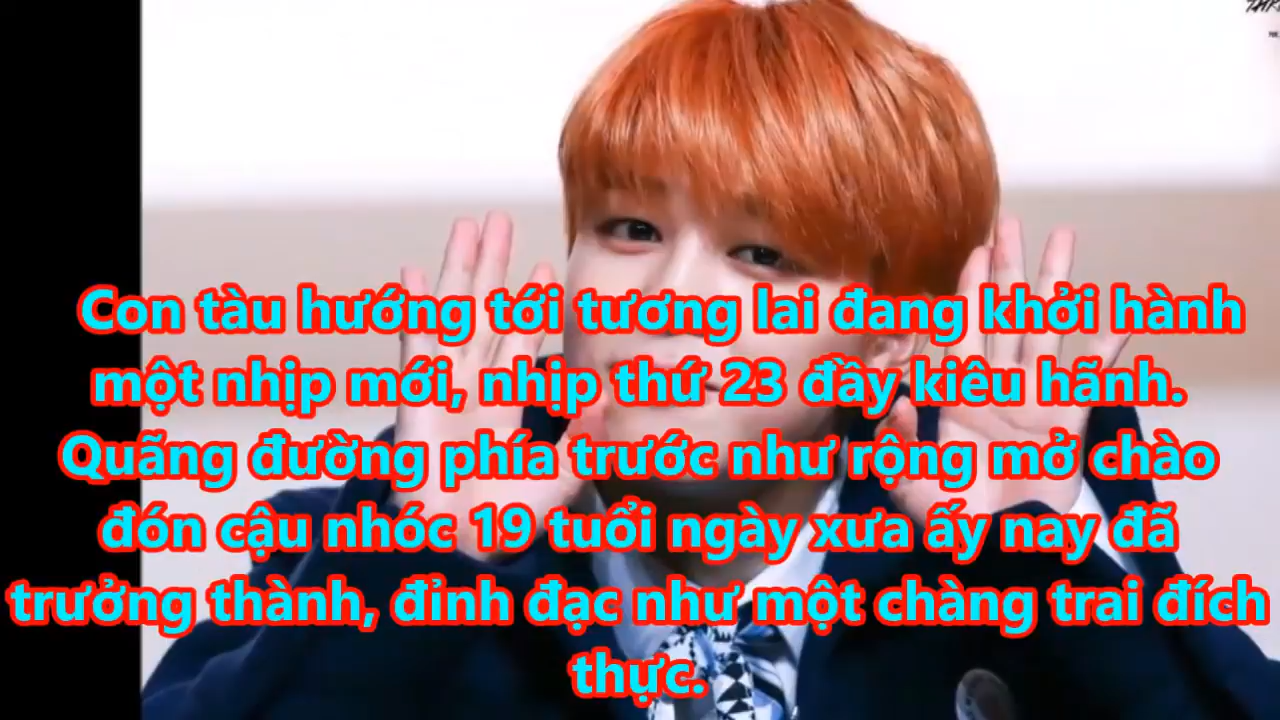 Con tàu hướng tới tương lai đang khởi hành
một nhịp mới, nhịp thứ 23 đầy kiêu hãnh.
Quãng đường phía trước như rộng mở chào
đón cậu nhóc 19 tuổi ngày xưa ấy nay đã
trưởng thành, đỉnh đạc như một chàng trai đích
thực.